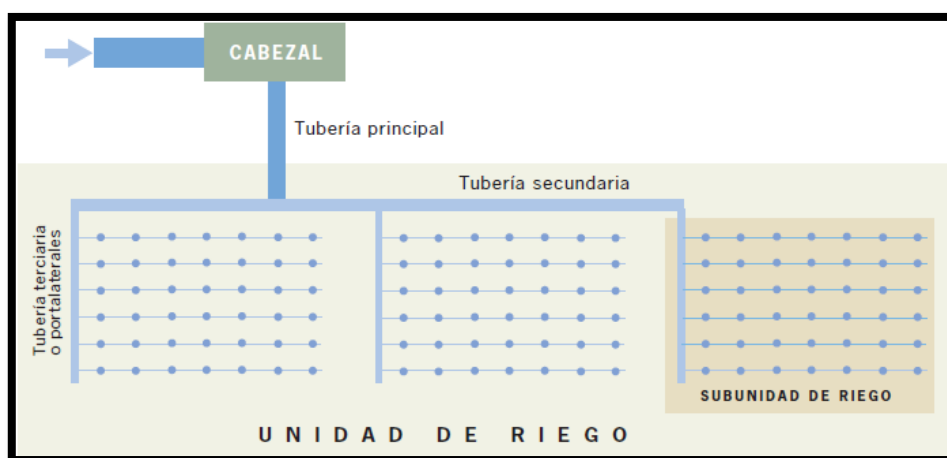 CABEZAL
Tubería principal
Tubería secundaria
Tubería terciaria
o portalaterales
SUBUNIDAD DE RIEGO
UNIDAD DE RIEGO